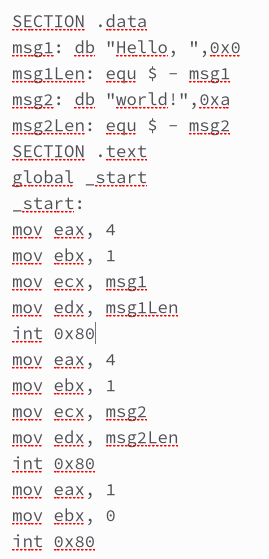 SECTION .data
msg1: db "Hello, ",0x0
msg1Len: equ $ - msg1
msg2: db "world!",0xa
msg2Len: equ $ - msg2
SECTION .text
global _start
_start:
mov eax, 4
mov ebx, 1
mov ecx, msg1
mov edx, msg1Len
int 0x80
mov eax, 4
mov ebx, 1
mov ecx, msg2
mov edx, msg2Len
int 0x80
mov eax, 1
mov ebx, 0
int 0x80